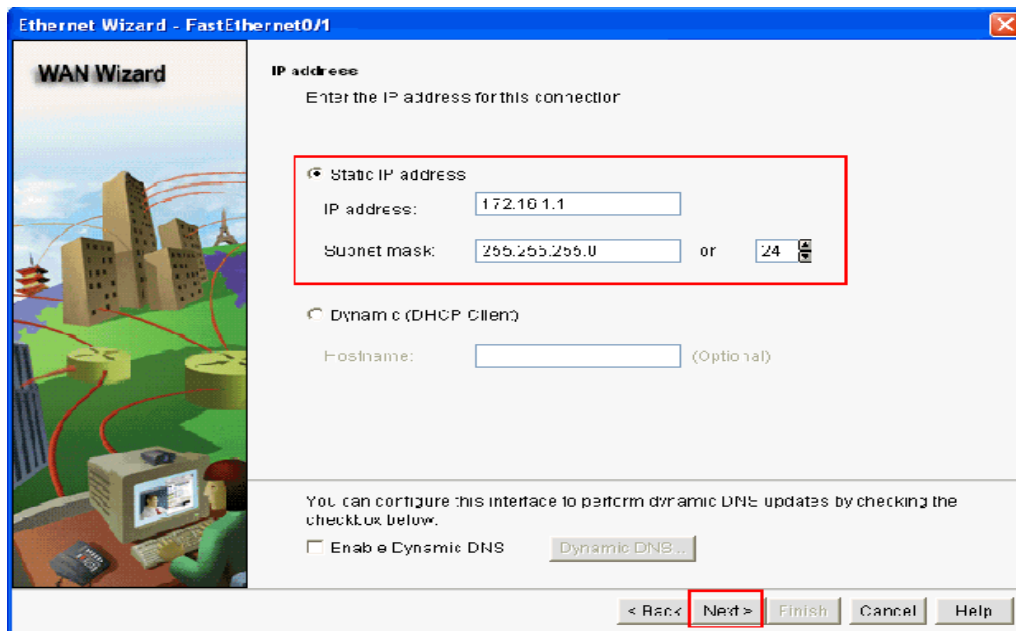 Ethernet Wizard - FastEthernet0/1
WAN Wizard
IP address
Enter the IP address for this connection
Static IP address
IP address: 172.16.1.1
Subnet mask: 255.255.255.0 or 24
Dynamic (DHCP Client)
Hostname: (Optional)
You can configure this interface to perform dynamic DNS updates by checking the
checkbox below.
Enable Dynamic DNS Dynamic DNS...
< Back Next > Finish Cancel Help